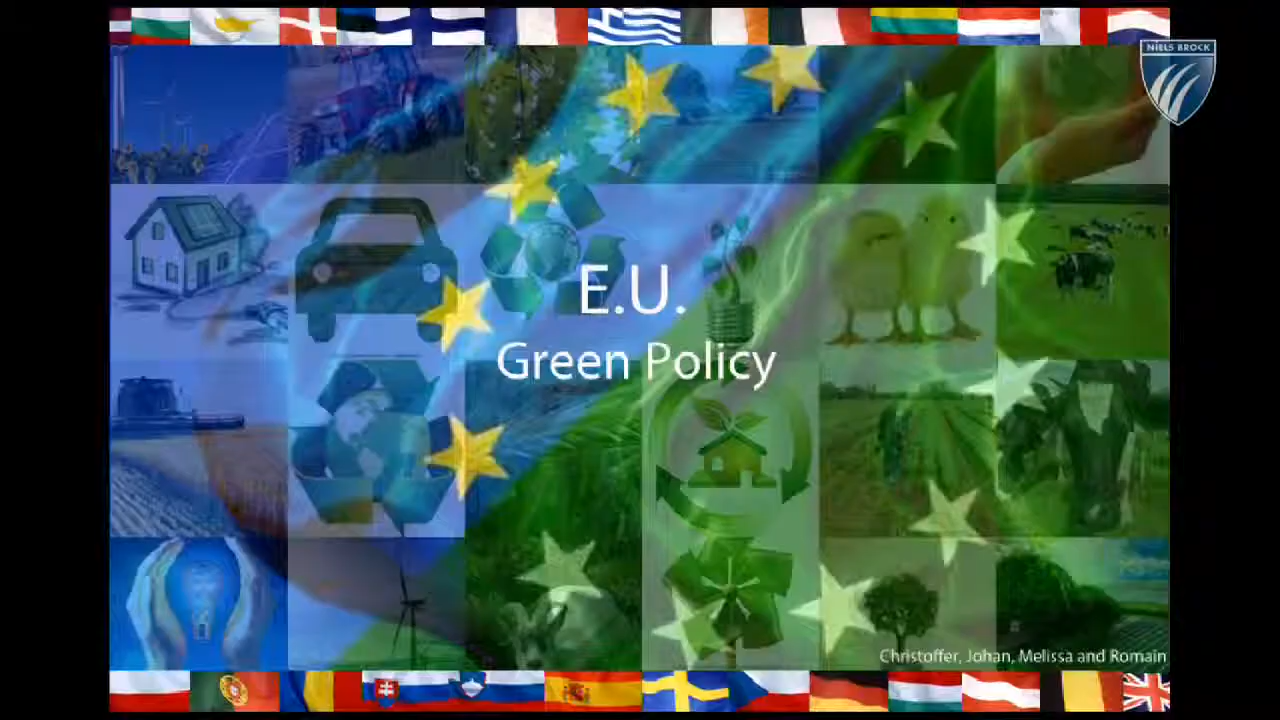 NIELS BROCK
E.U.
Green Policy
Christoffer, Johan, Melissa and Romain